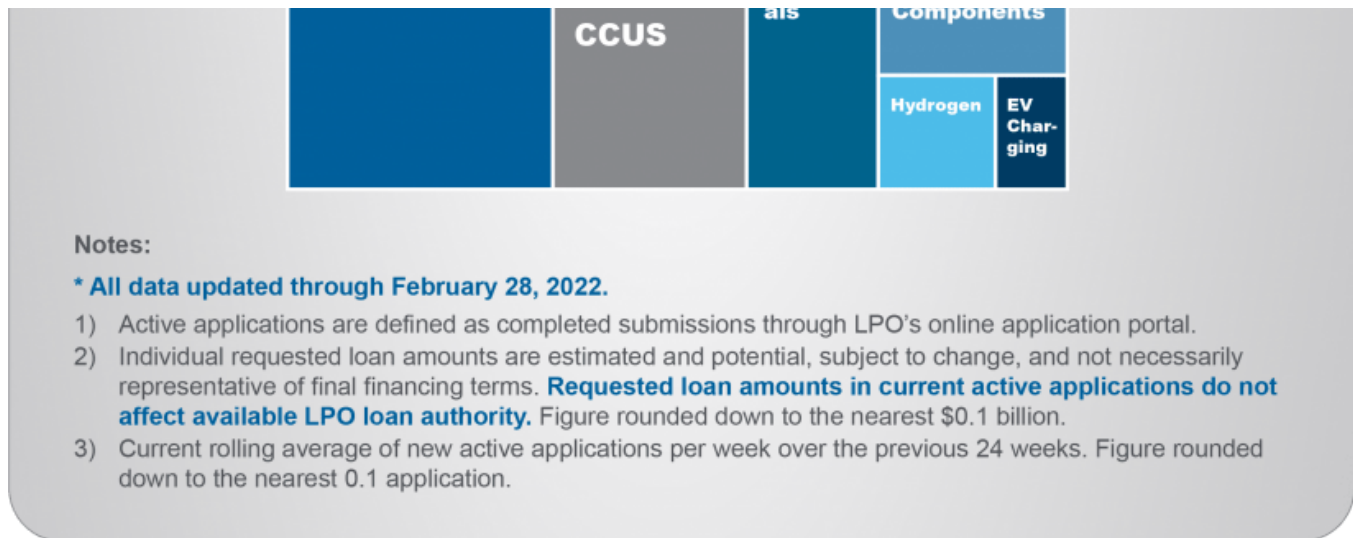 als
Components
CCUS
Hydrogen
EV
Char-
ging
Notes:
* All data updated through February 28, 2022.
1) Active applications are defined as completed submissions through LPO's online application portal.
2) Individual requested loan amounts are estimated and potential, subject to change, and not necessarily
representative of final financing terms. Requested loan amounts in current active applications do not
affect available LPO loan authority. Figure rounded down to the nearest $0.1 billion.
3) Current rolling average of new active applications per week over the previous 24 weeks. Figure rounded
down to the nearest 0.1 application.